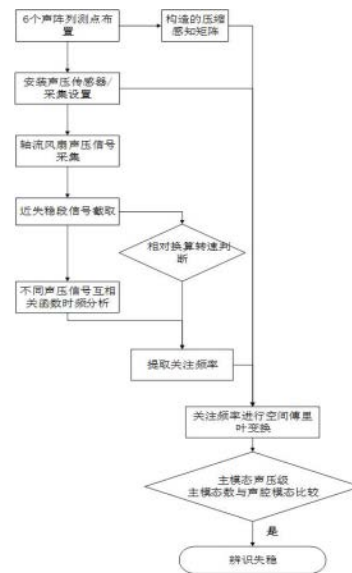 6个声阵列测点布
置
构造的压缩
感知矩阵
安装声压传感器/
采集设置
轴流风扇声压信号
采集
近失稳段信号截取
相对换算转速判
断
不同声压信号互相
关函数时频分析
提取关注频率
关注频率进行空间傅里
叶变换
主模态声压级
主模态数与声腔模态比较
是
辨识失稳